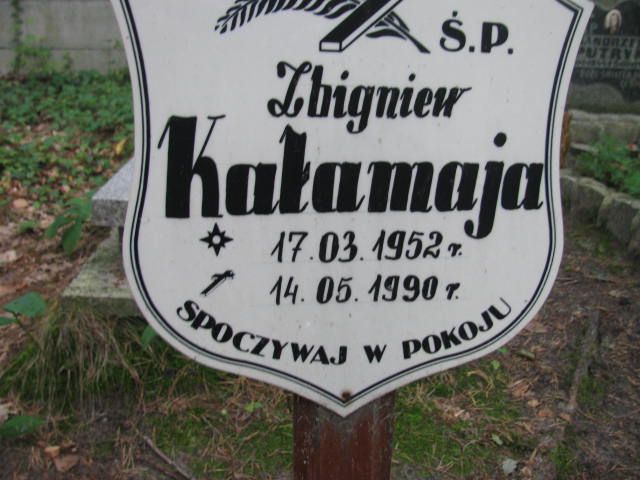 Ś.P.
Zbigniew
Kałamaja
17.03.1952 r.
14.05.1990 r.
SPOCZYWAJ W POKOJU